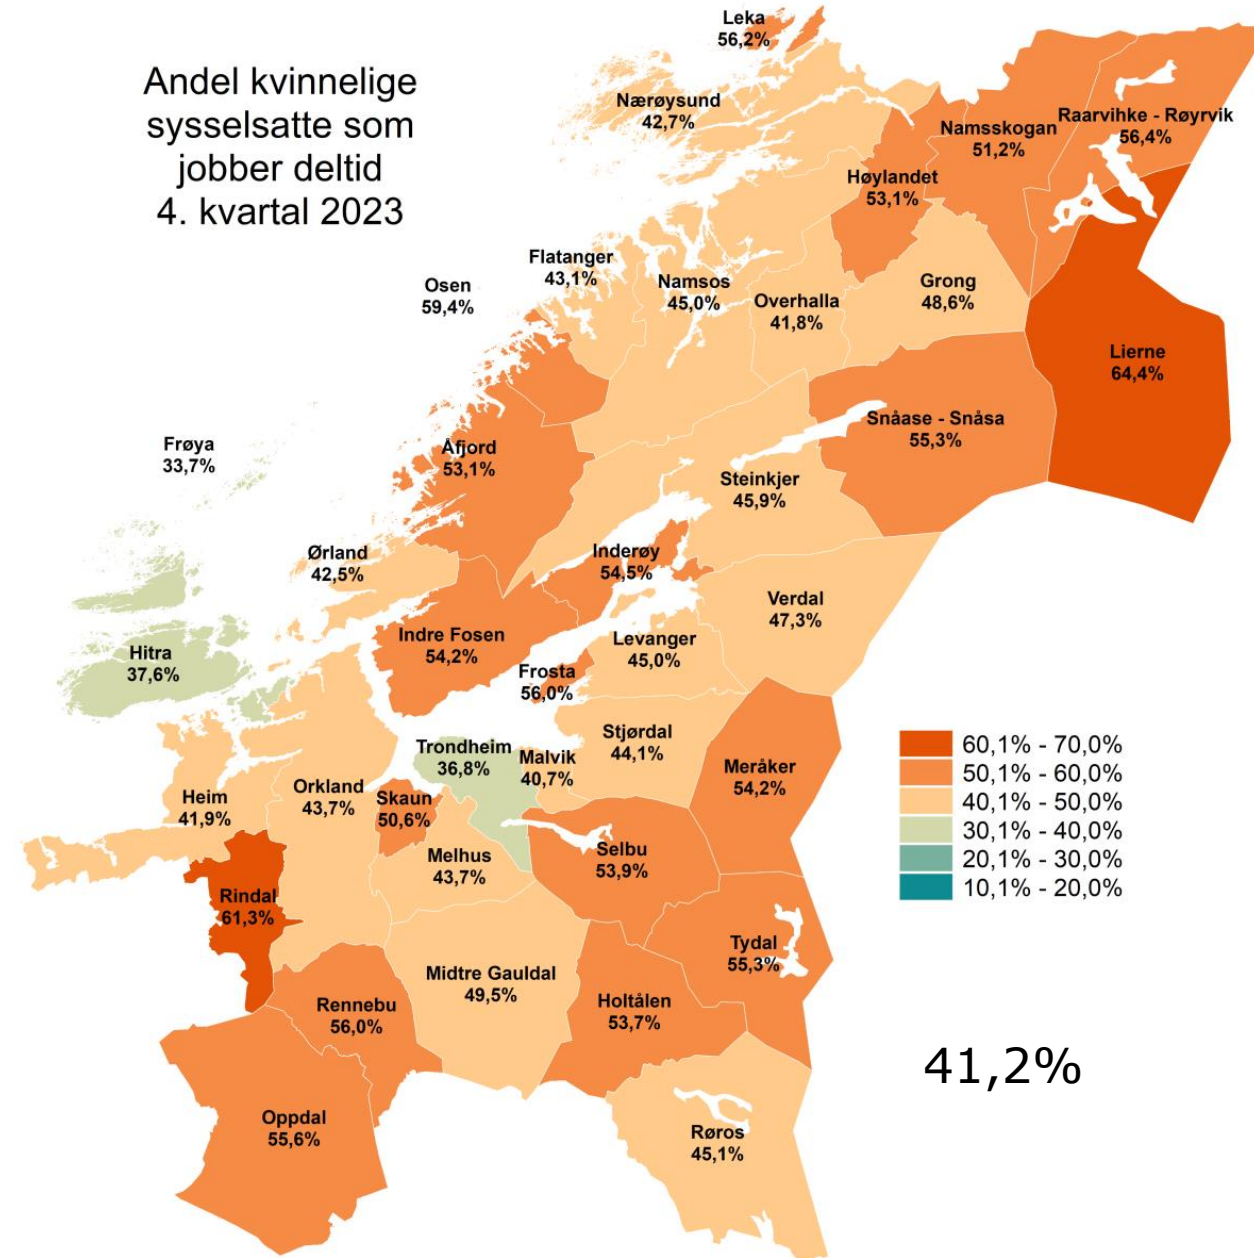 Andel kvinnelige
sysselsatte som
jobber deltid
4. kvartal 2023
Leka
56,2%
Nærøysund
42,7%
Raarvihke - Røyrvik
56,4%
Namsskogan
51,2%
Høylandet
53,1%
Flatanger
43,1%
Osen
59,4%
Namsos
45,0%
Overhalla
41,8%
Grong
48,6%
Lierne
64,4%
Snåase - Snåsa
55,3%
Frøya
33,7%
Åfjord
53,1%
Steinkjer
45,9%
Ørland
42,5%
Inderøy
54,5%
Verdal
47,3%
Hitra
37,6%
Indre Fosen
54,2%
Levanger
45,0%
Frosta
56,0%
Stjørdal
44,1%
Trondheim
36,8%
Malvik
40,7%
Meråker
54,2%
Heim
41,9%
Orkland
43,7%
Skaun
50,6%
Melhus
43,7%
Selbu
53,9%
Rindal
61,3%
Tydal
55,3%
Midtre Gauldal
49,5%
Rennebu
56,0%
Holtålen
53,7%
Oppdal
55,6%
Røros
45,1%
60,1% - 70,0%
50,1% - 60,0%
40,1% - 50,0%
30,1% - 40,0%
20,1% - 30,0%
10,1% - 20,0%
41,2%